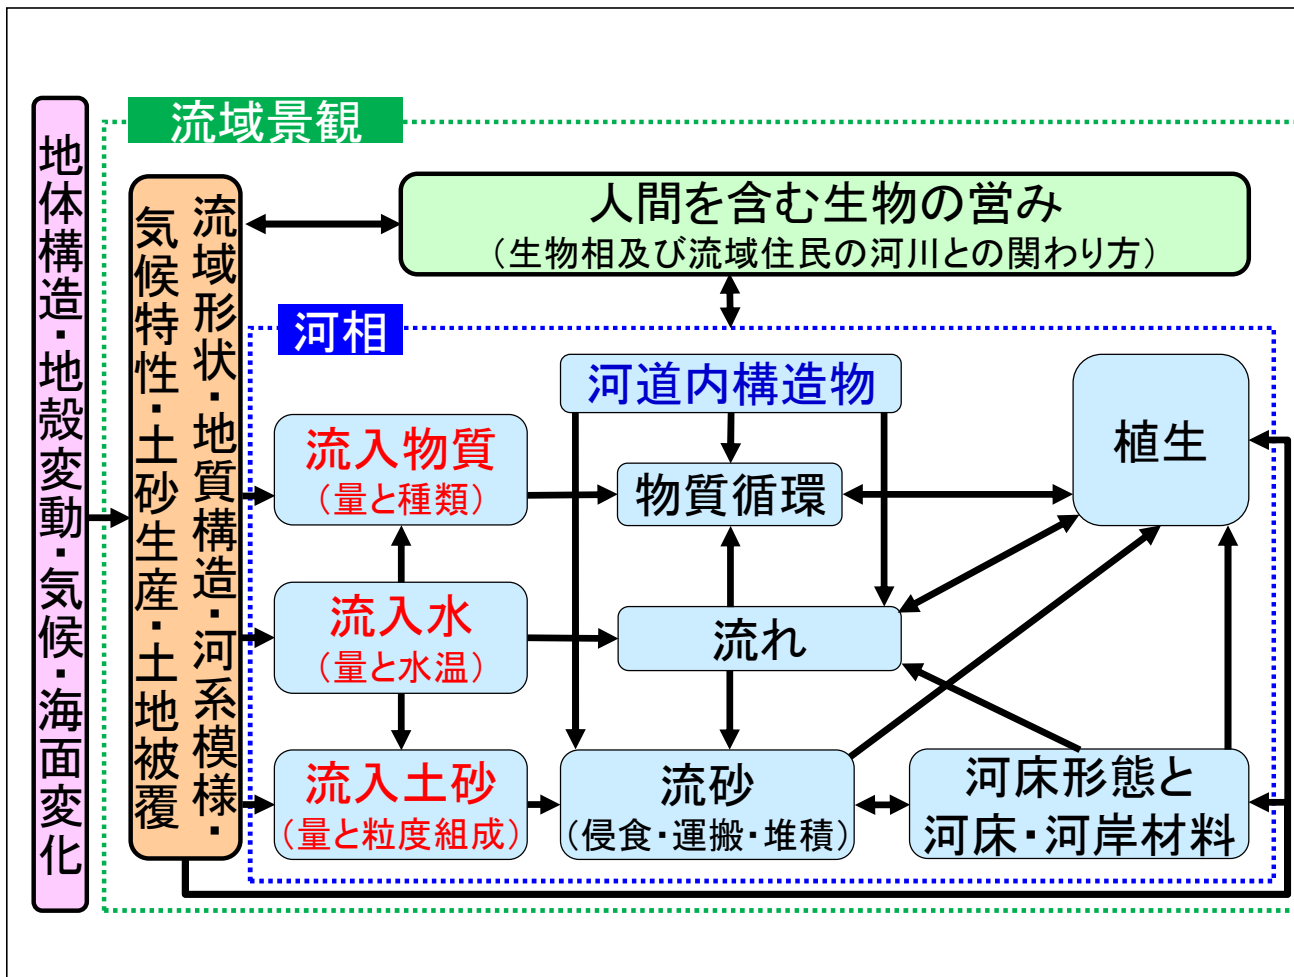 流域景観
地体構造・地殻変動・気候・海面変化
流域形状・地質構造・河系模様・
気候特性・土砂生産・土地被覆
人間を含む生物の営み
（生物相及び流域住民の河川との関わり方）
河相
河道内構造物
植生
流入物質
（量と種類）
物質循環
流入水
（量と水温）
流れ
流入土砂
（量と粒度組成）
流砂
（侵食・運搬・堆積）
河床形態と
河床・河岸材料